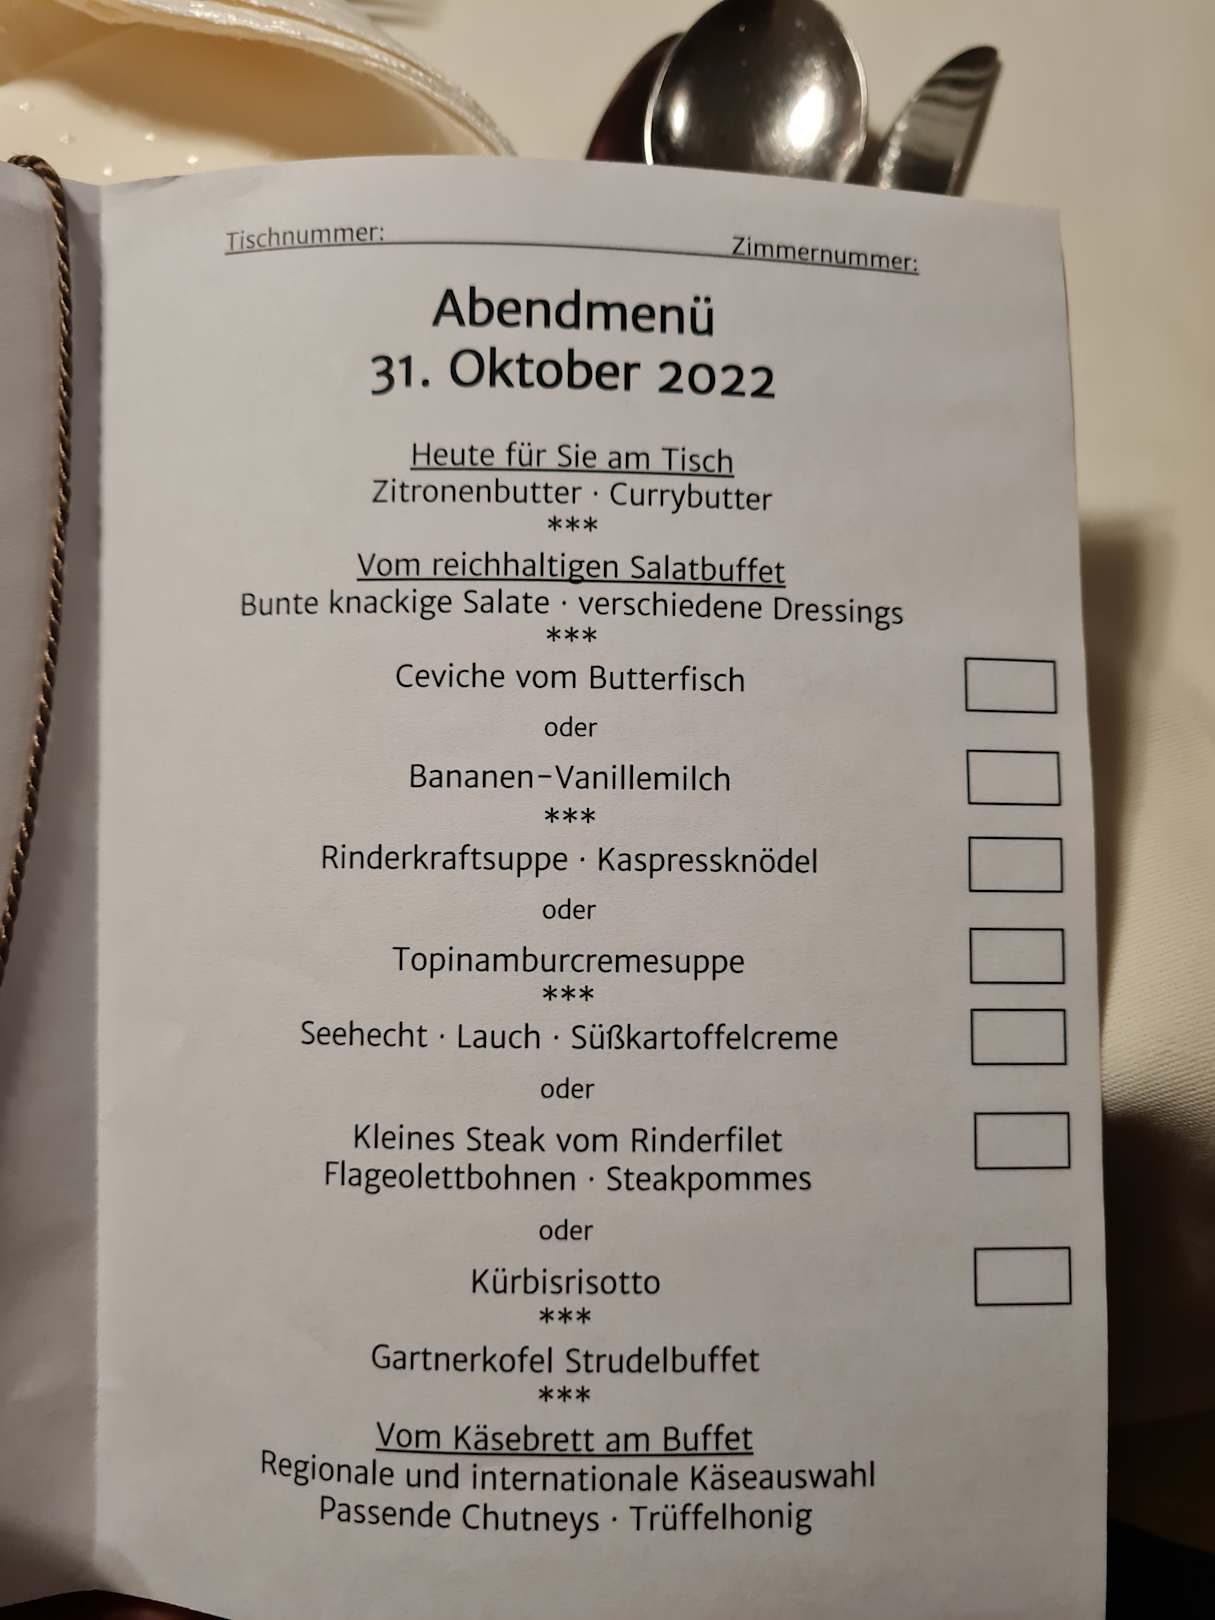 Tischnummer: Zimmernummer:
Abendmenü
31. Oktober 2022
Heute für Sie am Tisch
Zitronenbutter · Currybutter
***
Vom reichhaltigen Salatbuffet
Bunte knackige Salate · verschiedene Dressings
***
Ceviche vom Butterfisch
oder
Bananen-Vanillemilch
***
Rinderkraftsuppe · Kaspressknödel
oder
Topinamburcremesuppe
***
Seehecht · Lauch · Süßkartoffelcreme
oder
Kleines Steak vom Rinderfilet
Flageolettbohnen · Steakpommes
oder
Kürbisrisotto
***
Gartnerkofel Strudelbuffet
***
Vom Käsebrett am Buffet
Regionale und internationale Käseauswahl
Passende Chutneys · Trüffelhonig